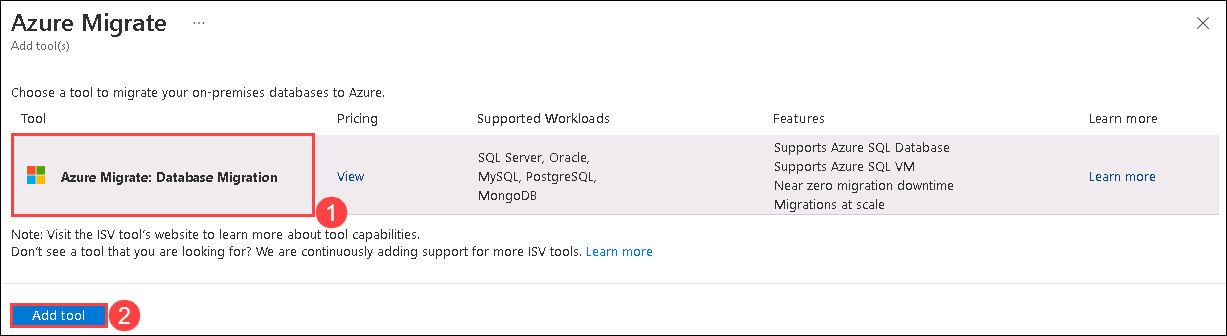 Azure Migrate ...
Add tool(s)
Choose a tool to migrate your on-premises databases to Azure.
Tool Pricing Supported Workloads Features Learn more
Azure Migrate: Database Migration
View
SQL Server, Oracle,
MySQL, PostgreSQL,
MongoDB
Supports Azure SQL Database
Supports Azure SQL VM
Near zero migration downtime
Migrations at scale
Learn more
1
Note: Visit the ISV tool's website to learn more about tool capabilities.
Don't see a tool that you are looking for? We are continuously adding support for more ISV tools. Learn more
Add tool
2